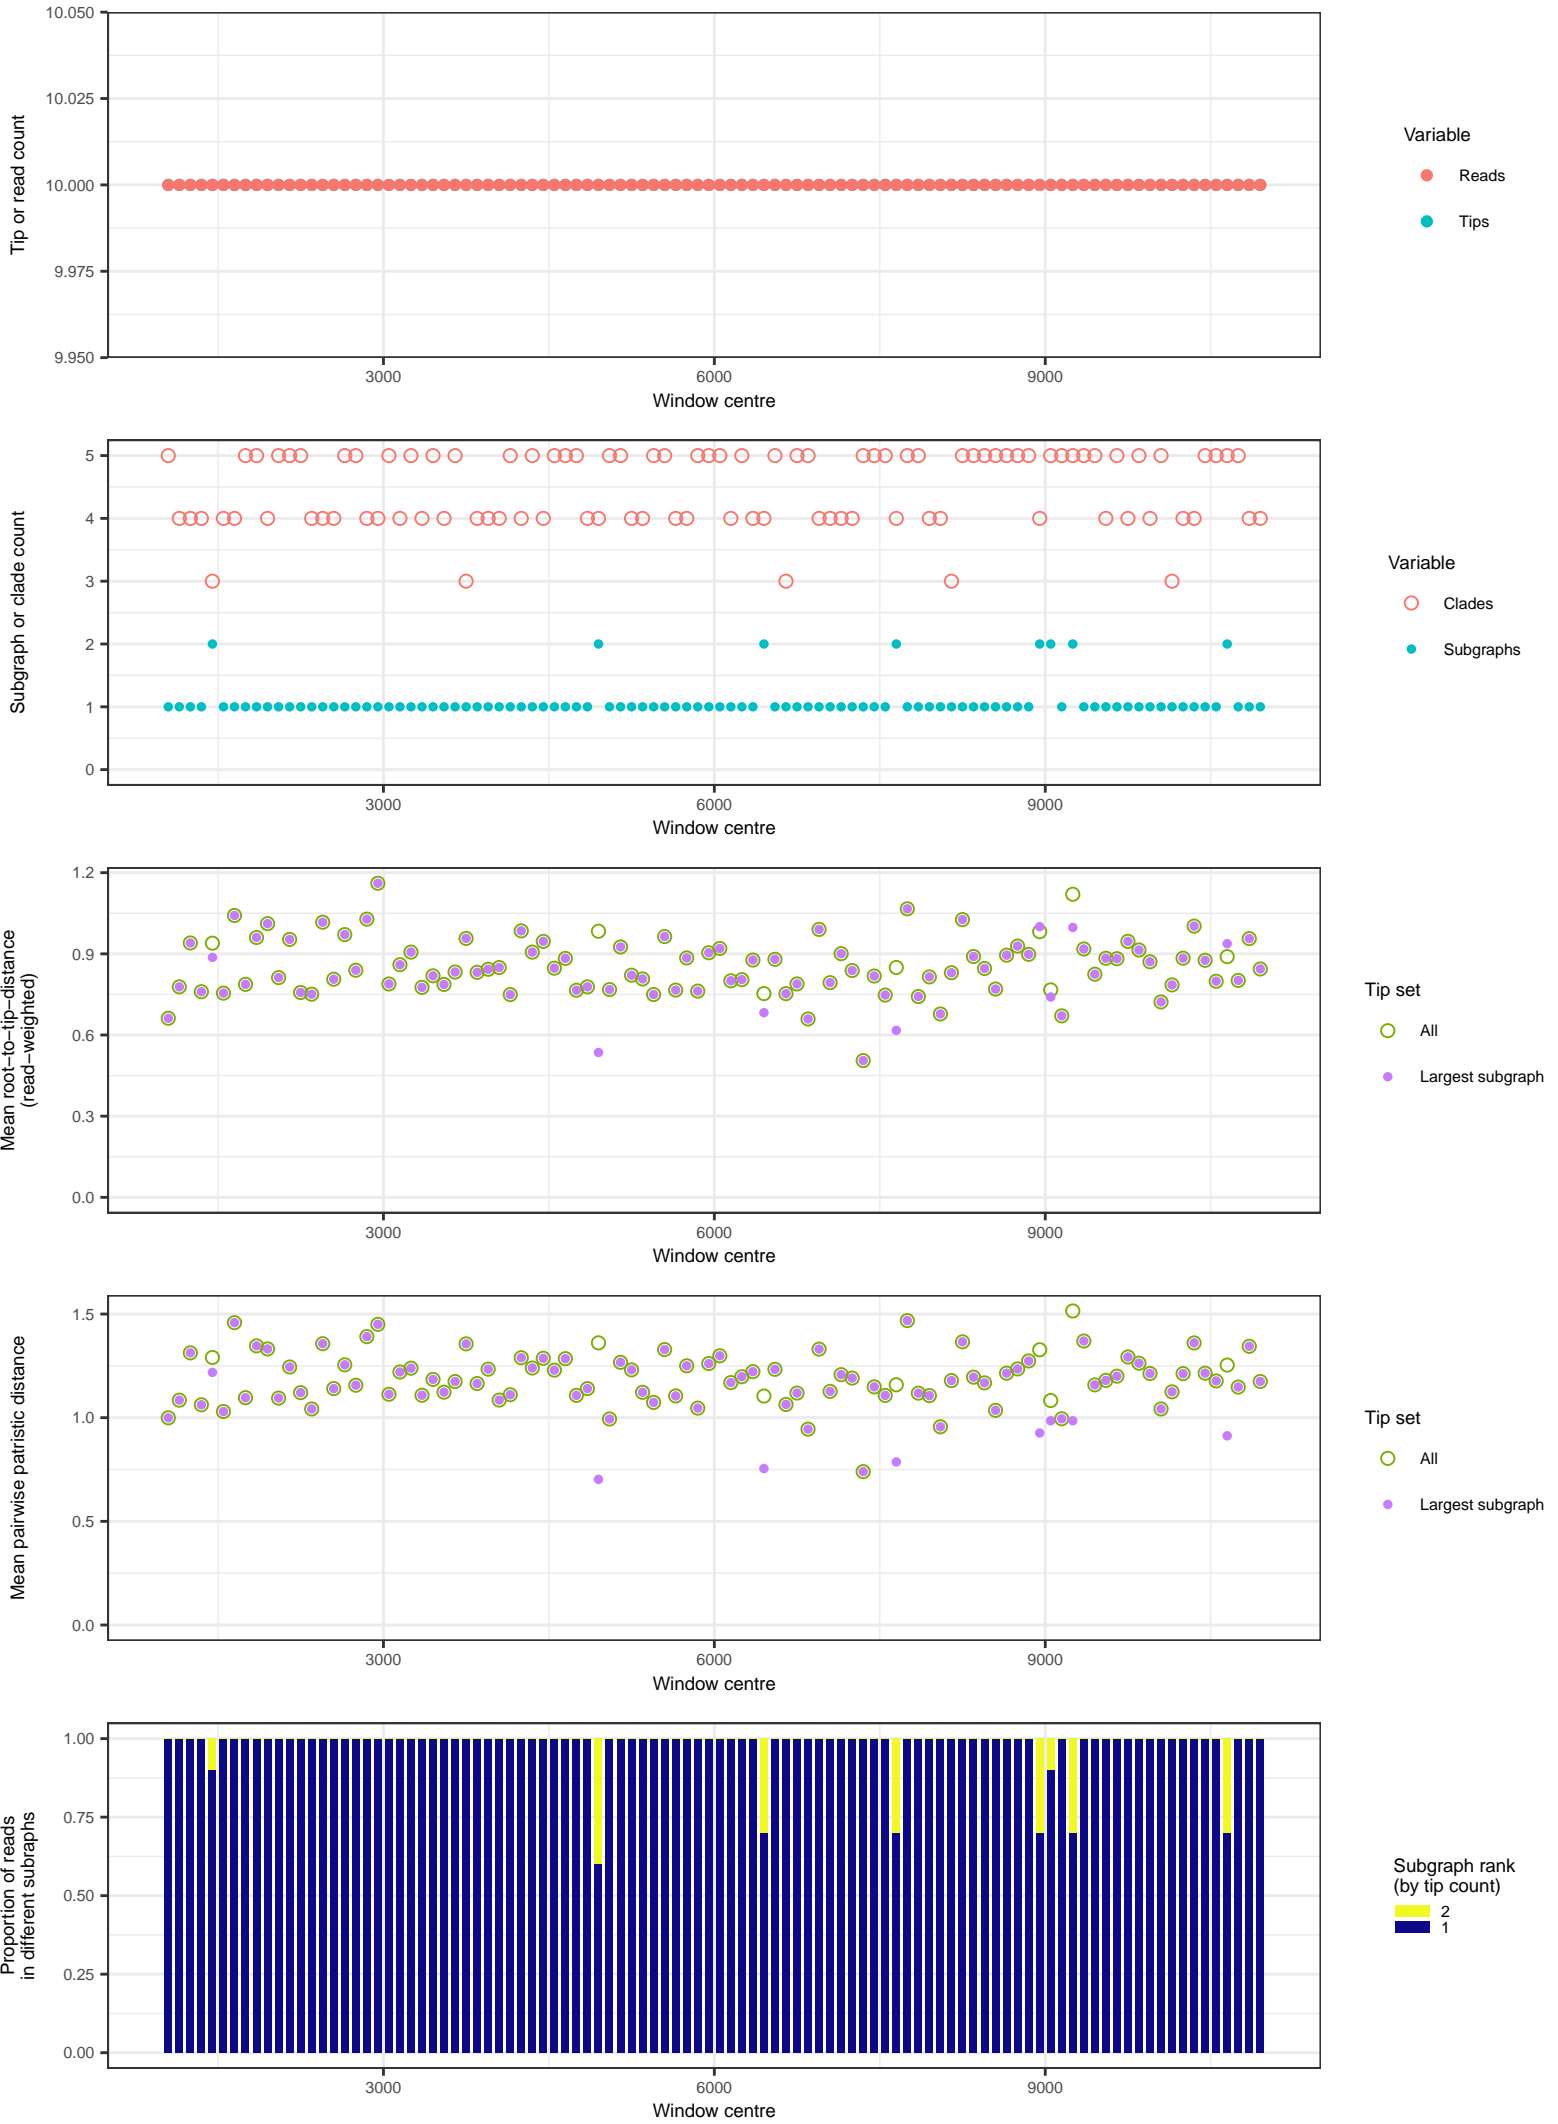 10.050
10.025
10.000
9.975
9.950
Tip or read count
3000 6000 9000
Window centre
Variable
Reads
Tips
5
4
3
2
1
0
Subgraph or clade count
3000 6000 9000
Window centre
Variable
Clades
Subgraphs
1.2
0.9
0.6
0.3
0.0
Mean root−to−tip−distance
(read−weighted)
3000 6000 9000
Window centre
Tip set
All
Largest subgraph
1.5
1.0
0.5
0.0
Mean pairwise patristic distance
3000 6000 9000
Window centre
Tip set
All
Largest subgraph
1.00
0.75
0.50
0.25
0.00
Proportion of reads
in different subraphs
3000 6000 9000
Window centre
Subgraph rank
(by tip count)
2
1